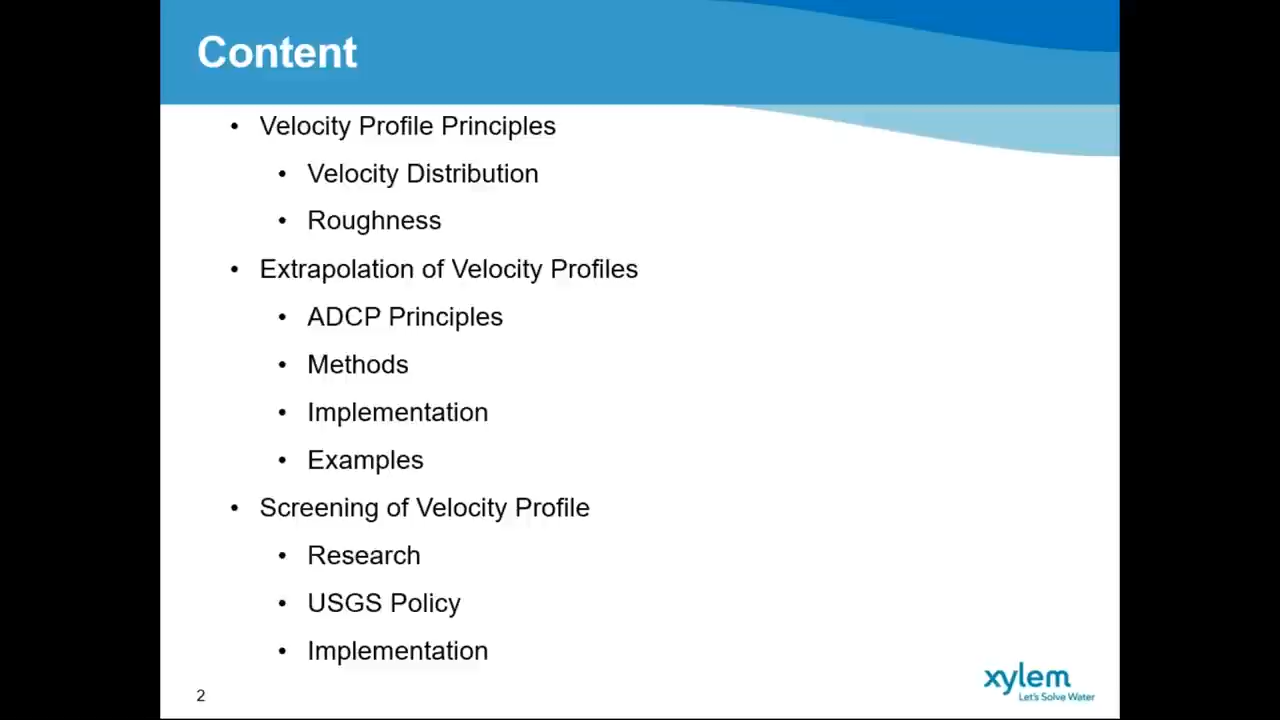 Content
• Velocity Profile Principles
• Velocity Distribution
• Roughness
• Extrapolation of Velocity Profiles
• ADCP Principles
• Methods
• Implementation
• Examples
• Screening of Velocity Profile
• Research
• USGS Policy
• Implementation
2
xylem
Let's Solve Water